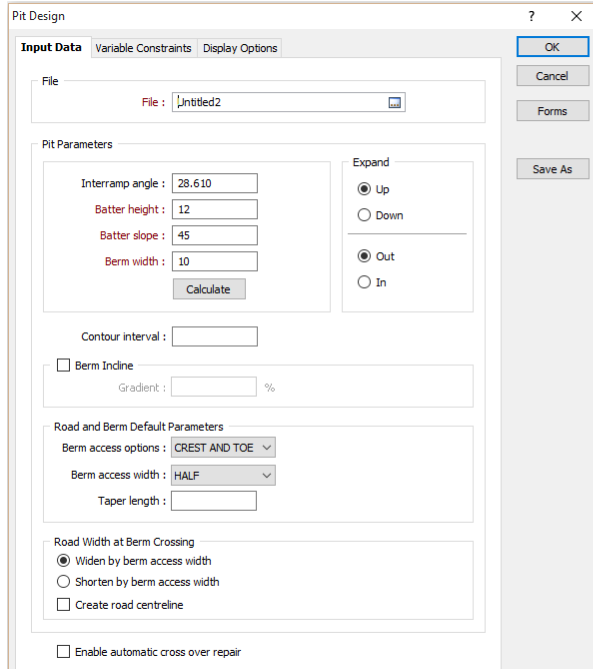 Pit Design ? X
Input Data Variable Constraints Display Options
OK
Cancel
Forms
Save As
File
File : Untitled2
Pit Parameters
Interramp angle : 28.610
Batter height : 12
Batter slope : 45
Berm width : 10
Calculate
Expand
Up
Down
Out
In
Contour interval :
Berm Incline
Gradient : %
Road and Berm Default Parameters
Berm access options : CREST AND TOE
Berm access width : HALF
Taper length :
Road Width at Berm Crossing
Widen by berm access width
Shorten by berm access width
Create road centreline
Enable automatic cross over repair